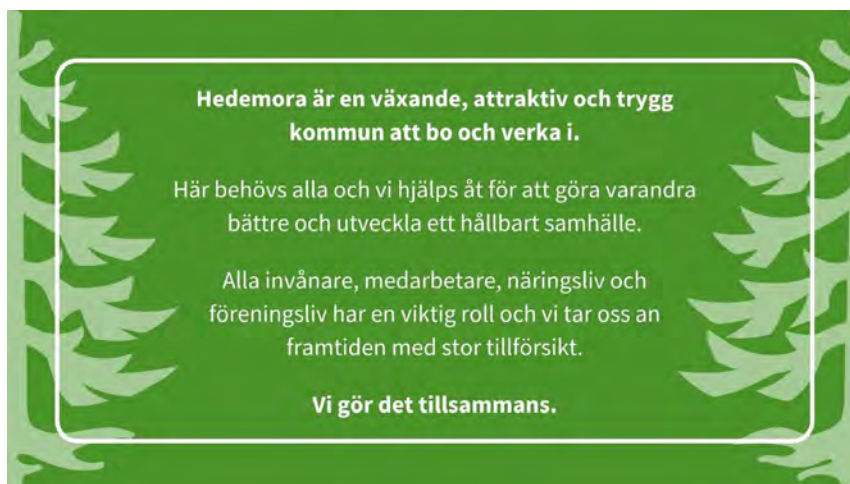 Hedemora är en växande, attraktiv och trygg
kommun att bo och verka i.
Här behövs alla och vi hjälps åt för att göra varandra
bättre och utveckla ett hållbart samhälle.
Alla invånare, medarbetare, näringsliv och
föreningsliv har en viktig roll och vi tar oss an
framtiden med stor tillförsikt.
Vi gör det tillsammans.